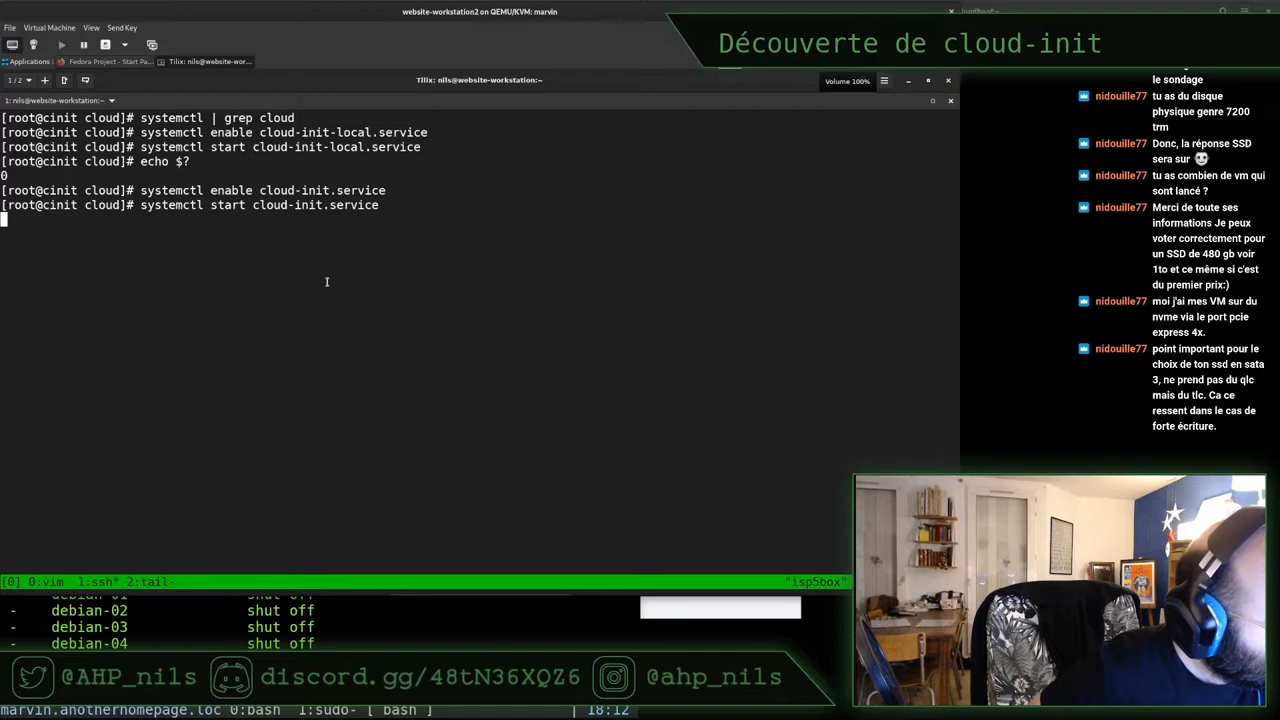 website-workstation2 on QEMU/KVM: marvin
File Virtual Machine View Send Key
Découverte de cloud-init
Applications Fedora Project - Start Pa... Tilix: nils@website-wor...
1/2 Tilix: nils@website-workstation:~ Volume 100%
1: nils@website-workstation:~
[root@cinit cloud]# systemctl | grep cloud
[root@cinit cloud]# systemctl enable cloud-init-local.service
[root@cinit cloud]# systemctl start cloud-init-local.service
[root@cinit cloud]# echo $?
0
[root@cinit cloud]# systemctl enable cloud-init.service
[root@cinit cloud]# systemctl start cloud-init.service
[0] 0:vim 1:ssh* 2:tail- "isp5box"
- debian-02 shut off
- debian-03 shut off
- debian-04 shut off
@AHP_nils discord.gg/48tN36XQZ6 @ahp_nils
marvin.anotherhomepage.loc 0:bash 1:sudo- [ bash ] | 18:12
le sondage
nidouille77 tu as du disque
physique genre 7200
trm
nidouille77 Donc, la réponse SSD
sera sur
nidouille77 tu as combien de vm qui
sont lancé ?
nidouille77 Merci de toute ses
informations Je peux
voter correctement pour
un SSD de 480 gb voir
1to et ce même si c'est
du premier prix:)
nidouille77 moi j'ai mes VM sur du
nvme via le port pcie
express 4x.
nidouille77 point important pour le
choix de ton ssd en sata
3, ne prend pas du qlc
mais du tlc. Ca ce
ressent dans le cas de
forte écriture.